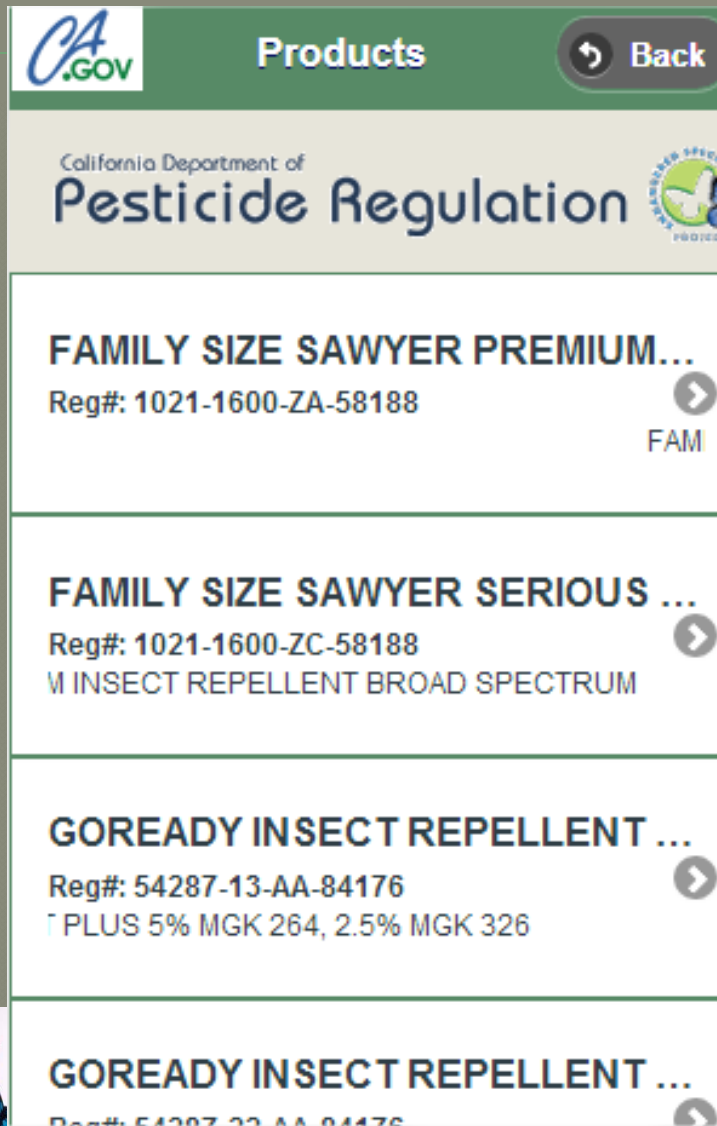 CA
.GOV
Products
Back
California Department of
Pesticide Regulation
FAMILY SIZE SAWYER PREMIUM...
Reg#: 1021-1600-ZA-58188
FAM
FAMILY SIZE SAWYER SERIOUS ...
Reg#: 1021-1600-ZC-58188
M INSECT REPELLENT BROAD SPECTRUM
GOREADY INSECT REPELLENT ...
Reg#: 54287-13-AA-84176
PLUS 5% MGK 264, 2.5% MGK 326
GOREADY INSECT REPELLENT ...